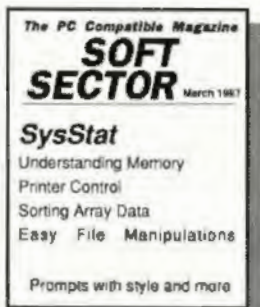 The PC Compatible Magazine
SOFT
SECTOR March 1987
SysStat
Understanding Memory
Printer Control
Sorting Array Data
Easy File Manipulations
Prompts with style and more